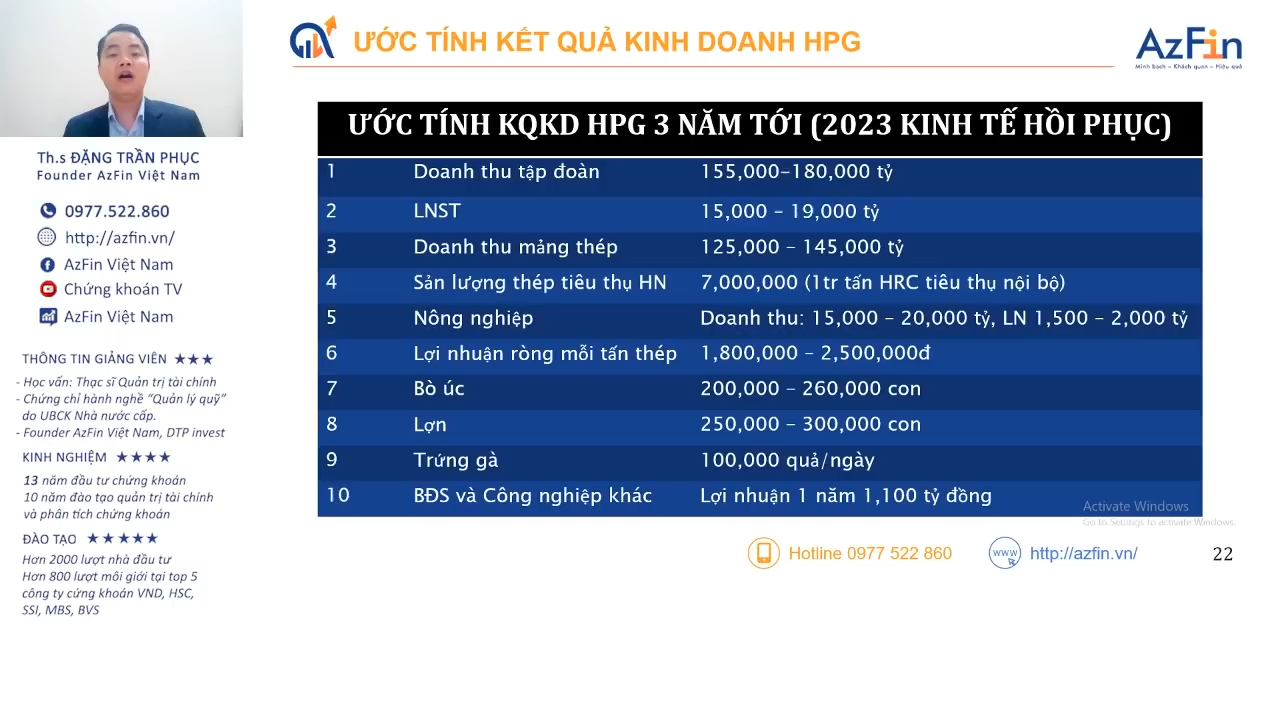 ƯỚC TÍNH KẾT QUẢ KINH DOANH HPG
AzFin
Minh bạch – Khách quan – Hiệu quả
Th.s ĐẶNG TRẦN PHỤC
Founder AzFin Việt Nam
0977.522.860
http://azfin.vn/
AzFin Việt Nam
Chứng khoán TV
AzFin Việt Nam
THÔNG TIN GIẢNG VIÊN ★★★
- Học vấn: Thạc sĩ Quản trị tài chính
- Chứng chỉ hành nghề "Quản lý quỹ"
do UBCK Nhà nước cấp.
- Founder AzFin Việt Nam, DTP invest
KINH NGHIỆM ★★★★
13 năm đầu tư chứng khoán
10 năm đào tạo quản trị tài chính
và phân tích chứng khoán
ĐÀO TẠO ★★★★★
Hơn 2000 lượt nhà đầu tư
Hơn 800 lượt môi giới tại top 5
công ty cứng khoán VND, HSC,
SSI, MBS, BVS
ƯỚC TÍNH KQKD HPG 3 NĂM TỚI (2023 KINH TẾ HỒI PHỤC)
1 Doanh thu tập đoàn 155,000–180,000 tỷ
2 LNST 15,000 – 19,000 tỷ
3 Doanh thu mảng thép 125,000 – 145,000 tỷ
4 Sản lượng thép tiêu thụ HN 7,000,000 (1tr tấn HRC tiêu thụ nội bộ)
5 Nông nghiệp Doanh thu: 15,000 – 20,000 tỷ, LN 1,500 – 2,000 tỷ
6 Lợi nhuận ròng mỗi tấn thép 1,800,000 – 2,500,000đ
7 Bò úc 200,000 – 260,000 con
8 Lợn 250,000 – 300,000 con
9 Trứng gà 100,000 quả/ngày
10 BĐS và Công nghiệp khác Lợi nhuận 1 năm 1,100 tỷ đồng
Activate Windows
Go to Settings to activate Windows.
Hotline 0977 522 860
www
http://azfin.vn/
22